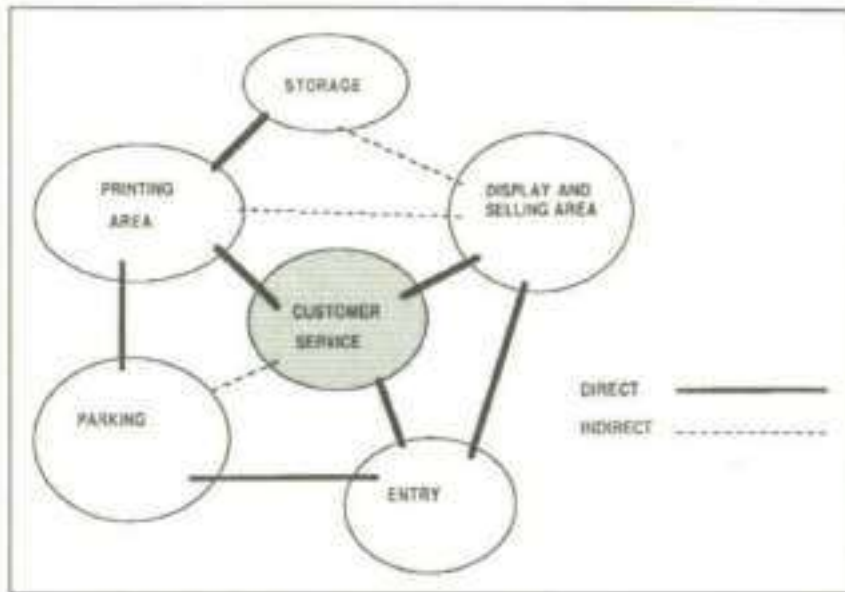 STORAGE
PRINTING
AREA
DISPLAY AND
SELLING AREA
CUSTOMER
SERVICE
PARKING
ENTRY
DIRECT
INDIRECT